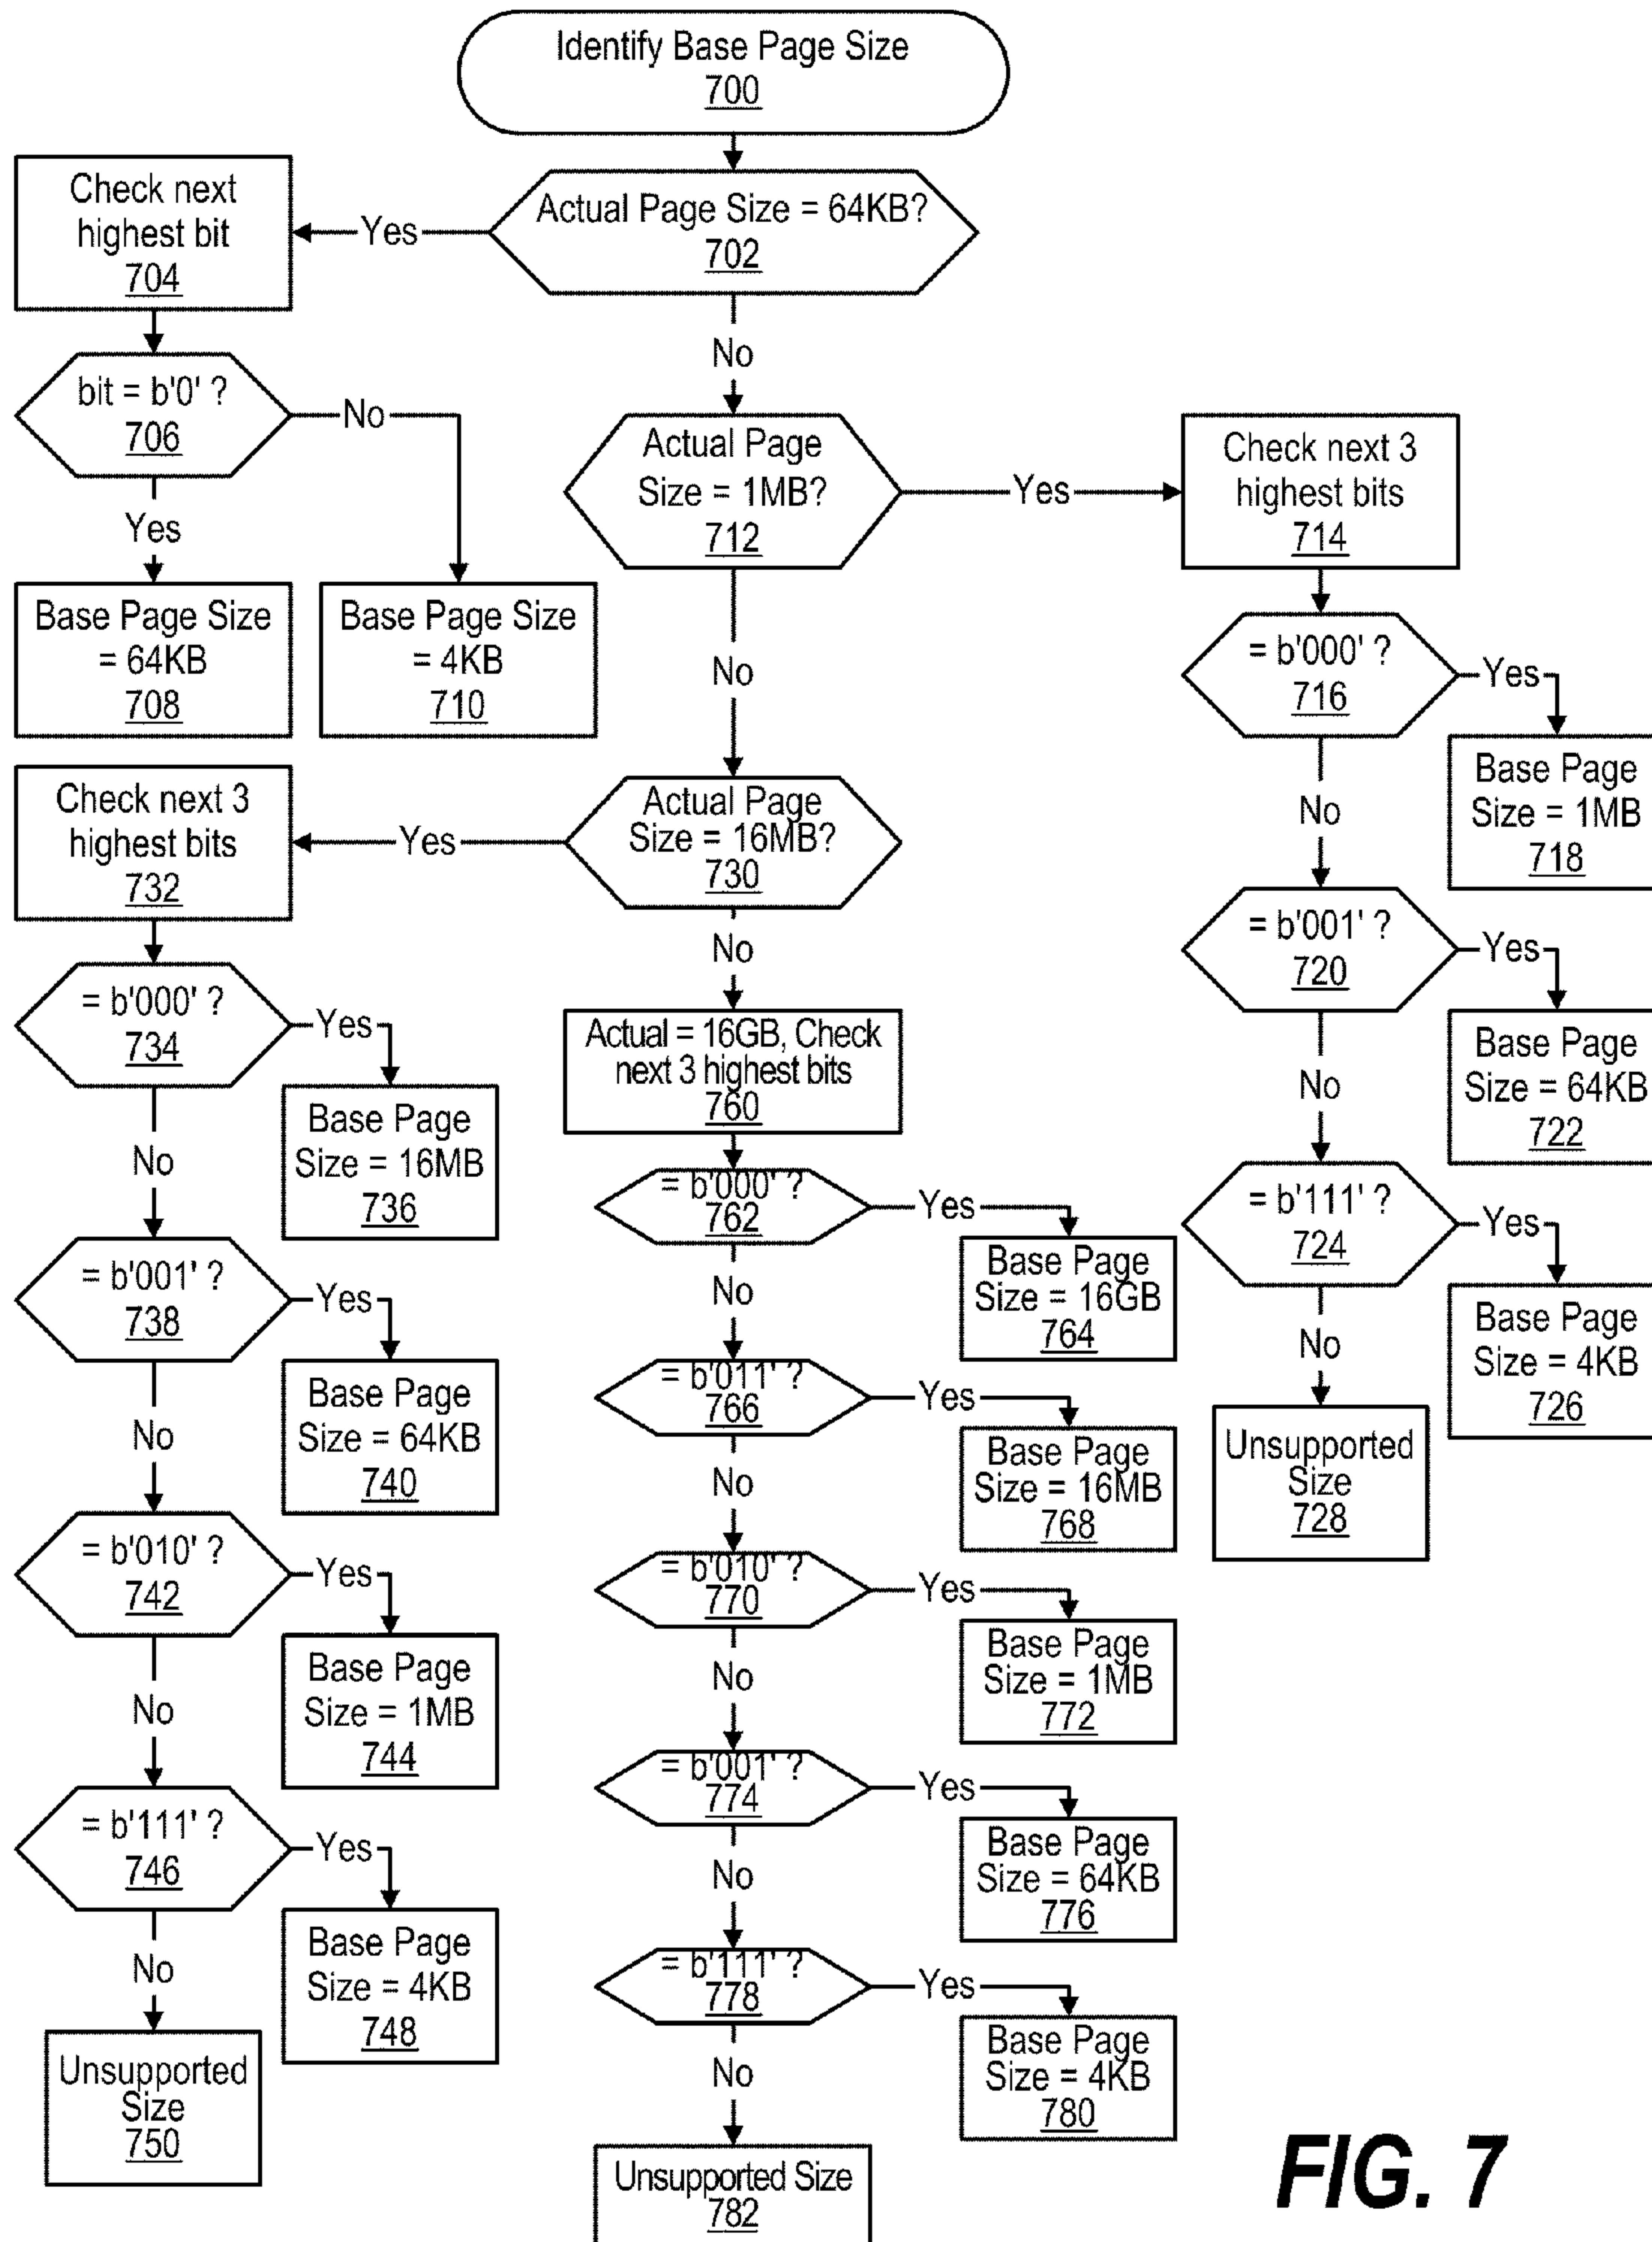 Identify Base Page Size
700
Actual Page Size = 64KB?
702
Yes
Check next
highest bit
704
bit = b'0' ?
706
No
Yes
Base Page Size
= 64KB
708
Base Page Size
= 4KB
710
No
Actual Page
Size = 1MB?
712
Yes
Check next 3
highest bits
714
= b'000' ?
716
Yes
Base Page
Size = 1MB
718
No
= b'001' ?
720
Yes
Base Page
Size = 64KB
722
No
= b'111' ?
724
Yes
Base Page
Size = 4KB
726
No
Unsupported
Size
728
No
Actual Page
Size = 16MB?
730
Yes
Check next 3
highest bits
732
= b'000' ?
734
Yes
Base Page
Size = 16MB
736
No
= b'001' ?
738
Yes
Base Page
Size = 64KB
740
No
= b'010' ?
742
Yes
Base Page
Size = 1MB
744
No
= b'111' ?
746
Yes
Base Page
Size = 4KB
748
No
Unsupported
Size
750
No
Actual = 16GB, Check
next 3 highest bits
760
= b'000' ?
762
Yes
Base Page
Size = 16GB
764
No
= b'011' ?
766
Yes
Base Page
Size = 16MB
768
No
= b'010' ?
770
Yes
Base Page
Size = 1MB
772
No
= b'001' ?
774
Yes
Base Page
Size = 64KB
776
No
= b'111' ?
778
Yes
Base Page
Size = 4KB
780
No
Unsupported Size
782
FIG. 7